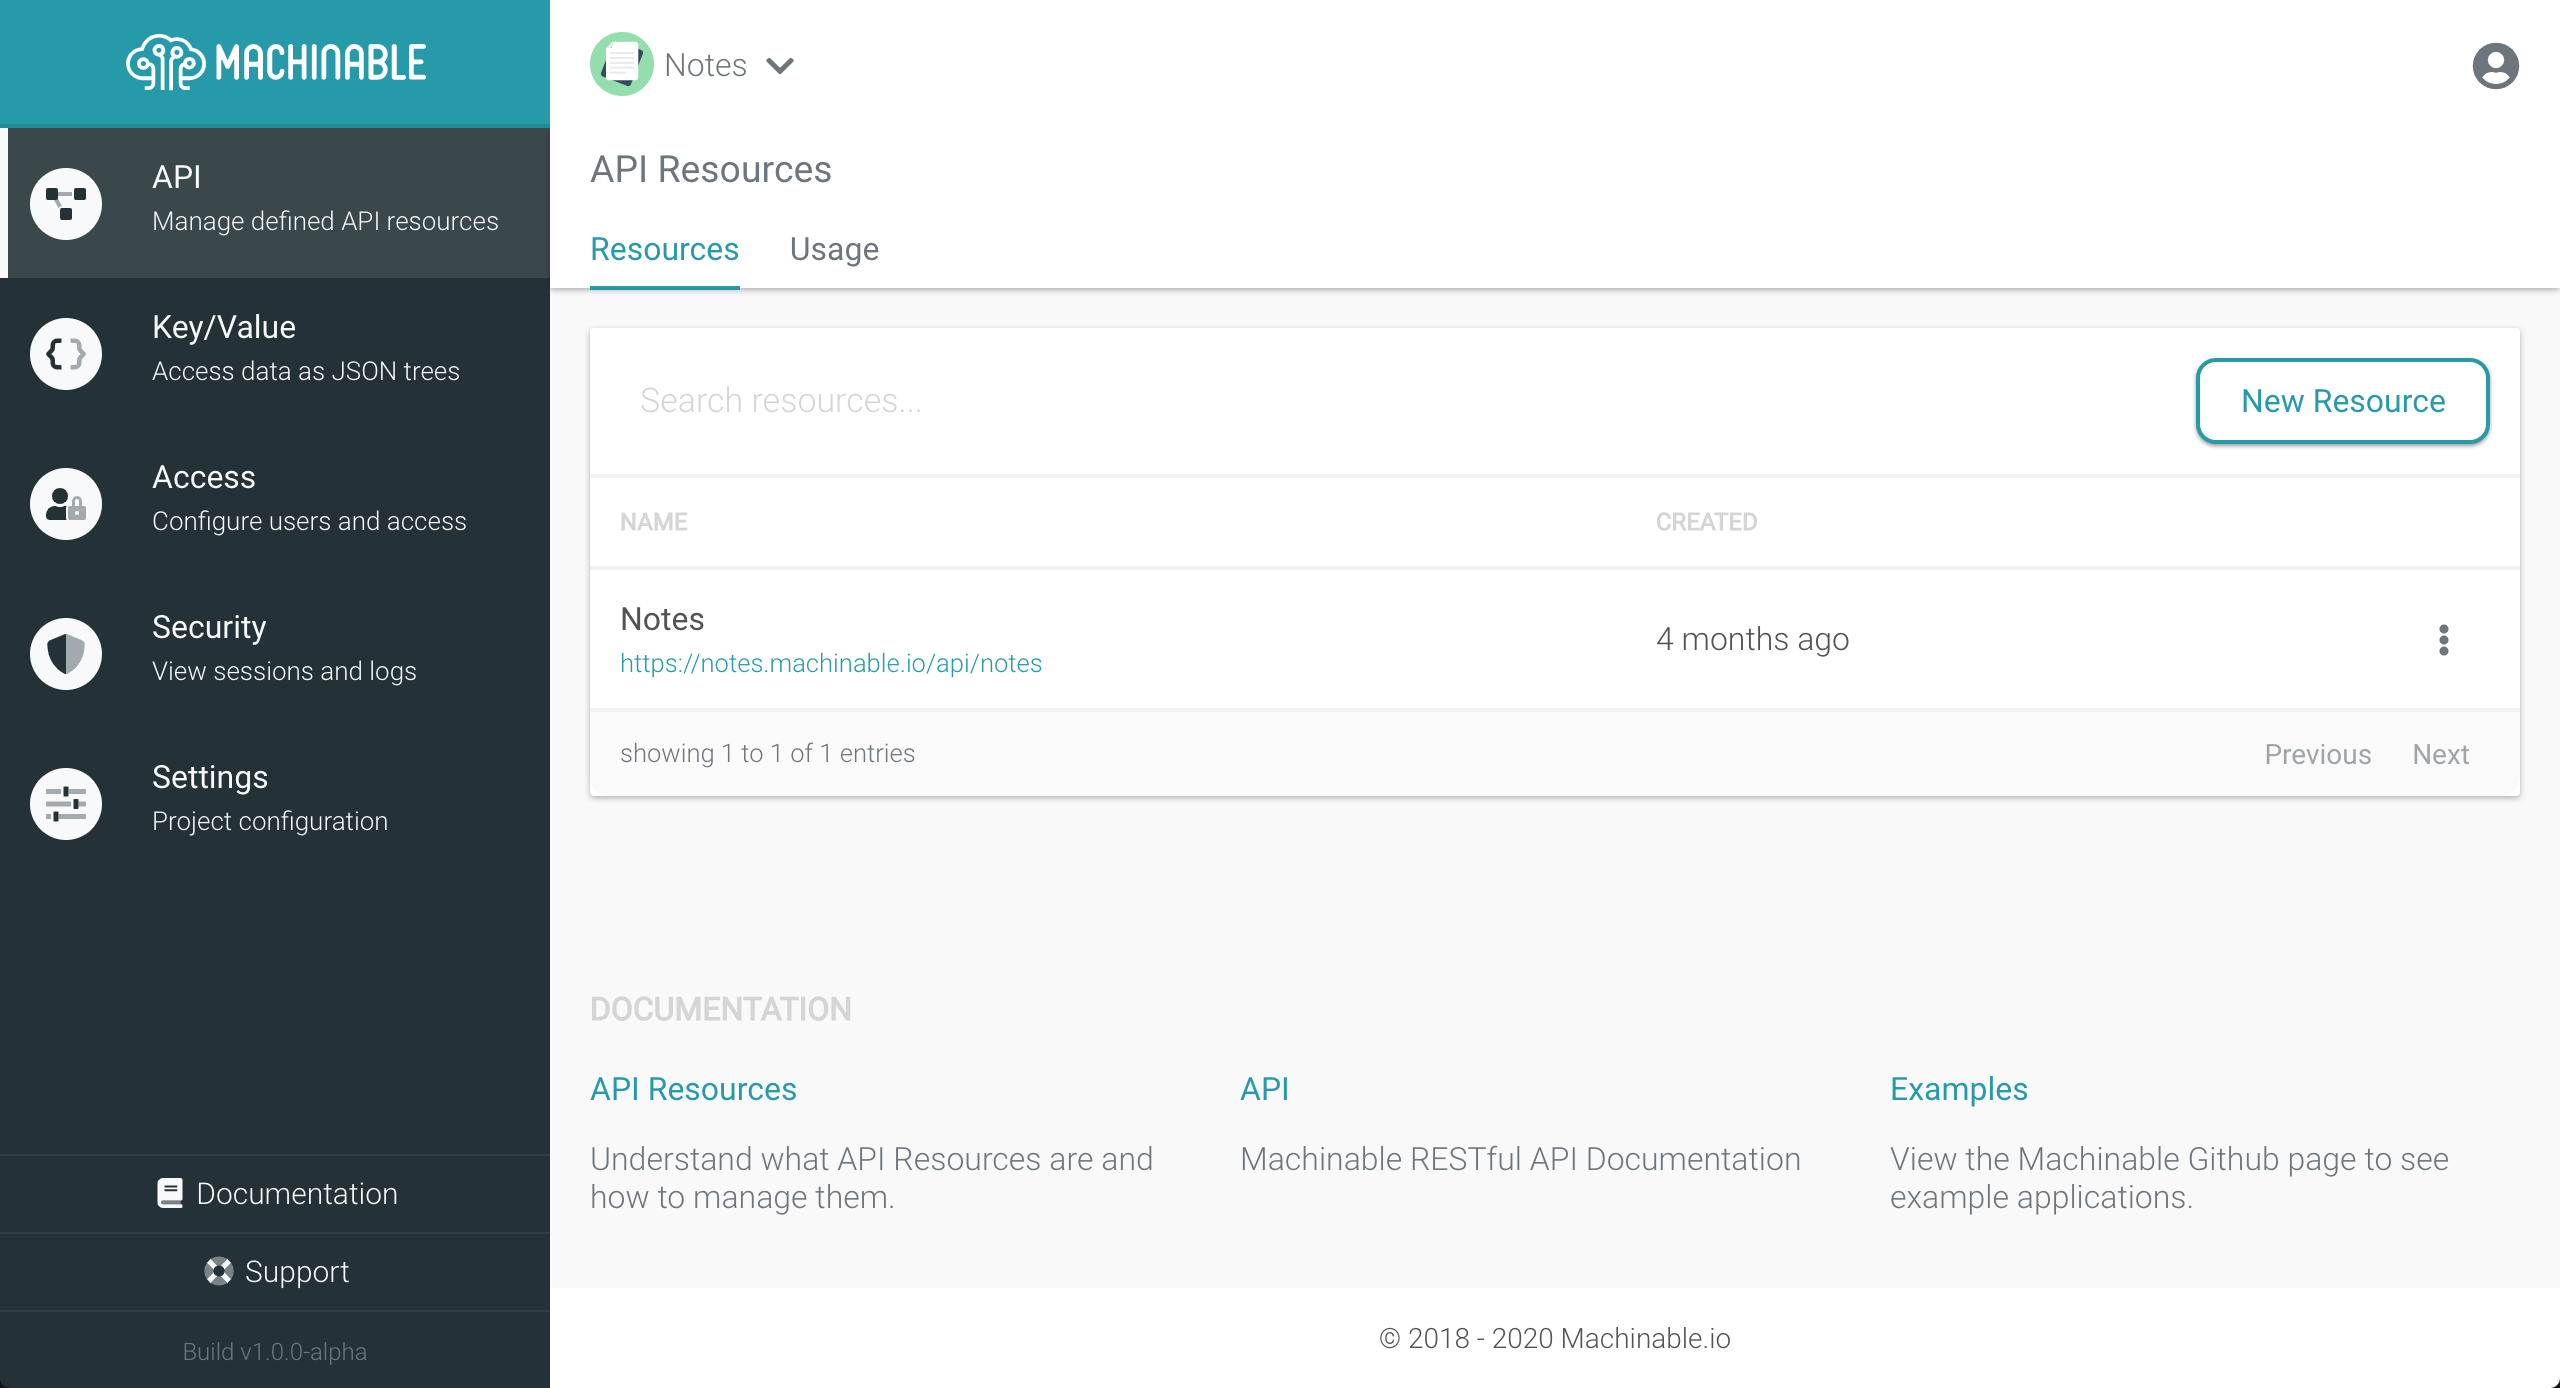 MACHINABLE
API
Manage defined API resources
Key/Value
Access data as JSON trees
Access
Configure users and access
Security
View sessions and logs
Settings
Project configuration
Documentation
Support
Build v1.0.0-alpha
Notes
API Resources
Resources Usage
Search resources...
New Resource
NAME CREATED
Notes
https://notes.machinable.io/api/notes
4 months ago
showing 1 to 1 of 1 entries
Previous Next
DOCUMENTATION
API Resources
Understand what API Resources are and
how to manage them.
API
Machinable RESTful API Documentation
Examples
View the Machinable Github page to see
example applications.
© 2018 - 2020 Machinable.io